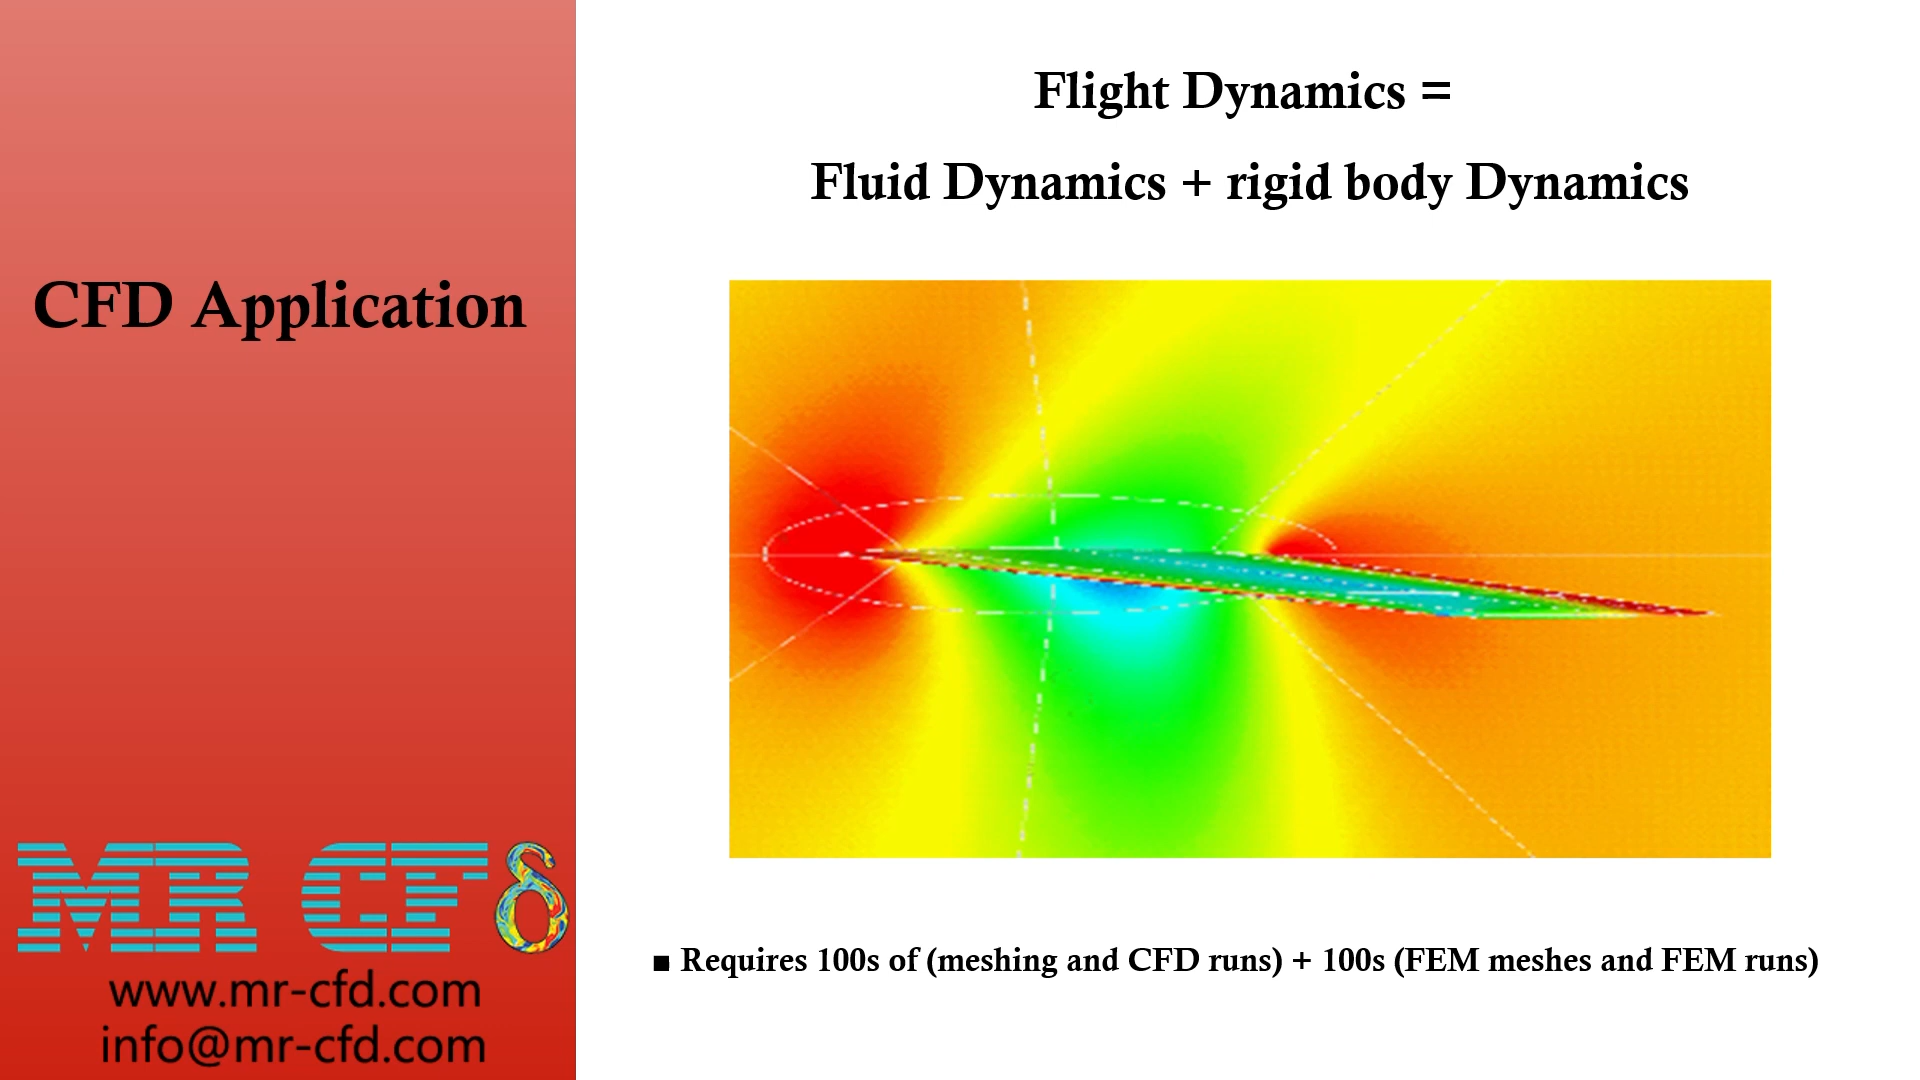 CFD Application
MR CFδ
www.mr-cfd.com
info@mr-cfd.com
Flight Dynamics =
Fluid Dynamics + rigid body Dynamics
■ Requires 100s of (meshing and CFD runs) + 100s (FEM meshes and FEM runs)